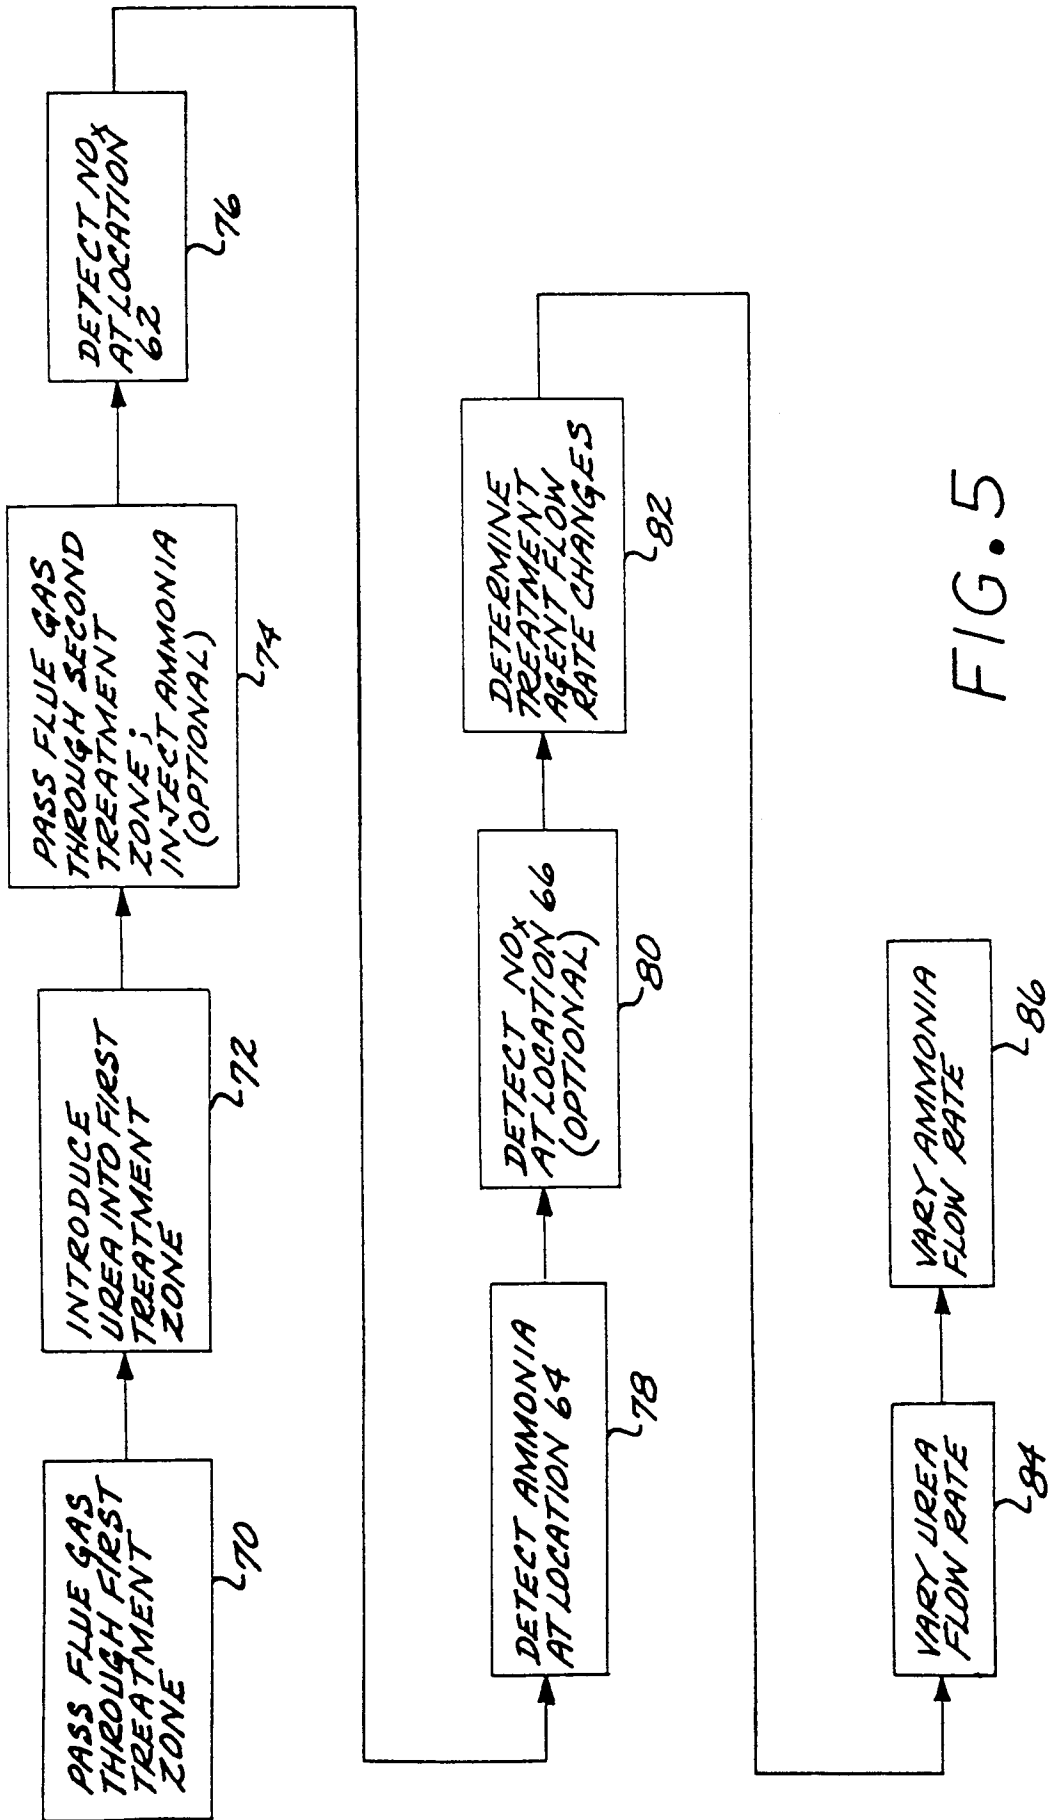 PASS FLUE GAS
THROUGH FIRST
TREATMENT
ZONE
70
INTRODUCE
UREA INTO FIRST
TREATMENT
ZONE
72
PASS FLUE GAS
THROUGH SECOND
TREATMENT
ZONE;
INJECT AMMONIA
(OPTIONAL)
74
DETECT NOx
AT LOCATION
62
76
DETECT AMMONIA
AT LOCATION 64
78
DETECT NOx
AT LOCATION 66
(OPTIONAL)
80
DETERMINE
TREATMENT
AGENT FLOW
RATE CHANGES
82
VARY UREA
FLOW RATE
84
VARY AMMONIA
FLOW RATE
86
FIG. 5